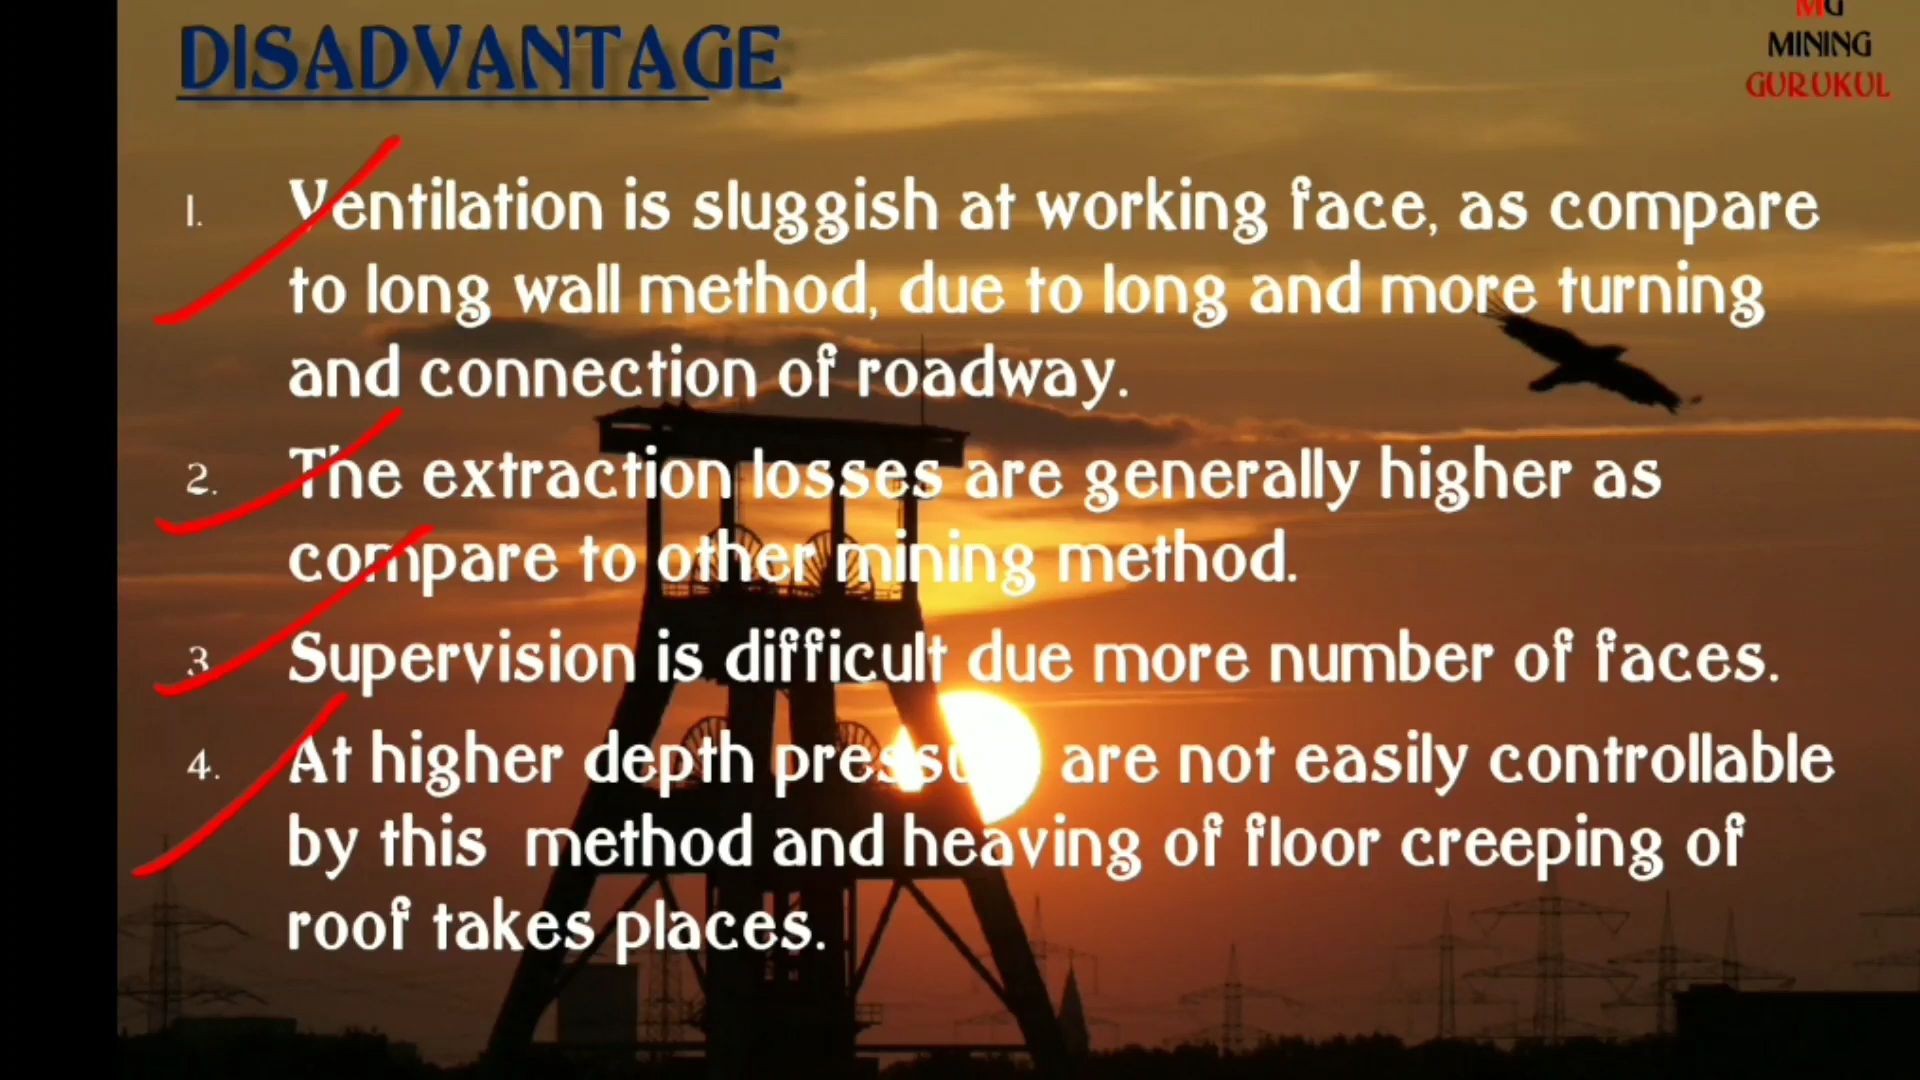 DISADVANTAGE
MG
MINING
GURUKUL
1. Ventilation is sluggish at working face, as compare
to long wall method, due to long and more turning
and connection of roadway.
2. The extraction losses are generally higher as
compare to other mining method.
3. Supervision is difficult due more number of faces.
4. At higher depth are not easily controllable
by this method and heaving of floor creeping of
roof takes places.